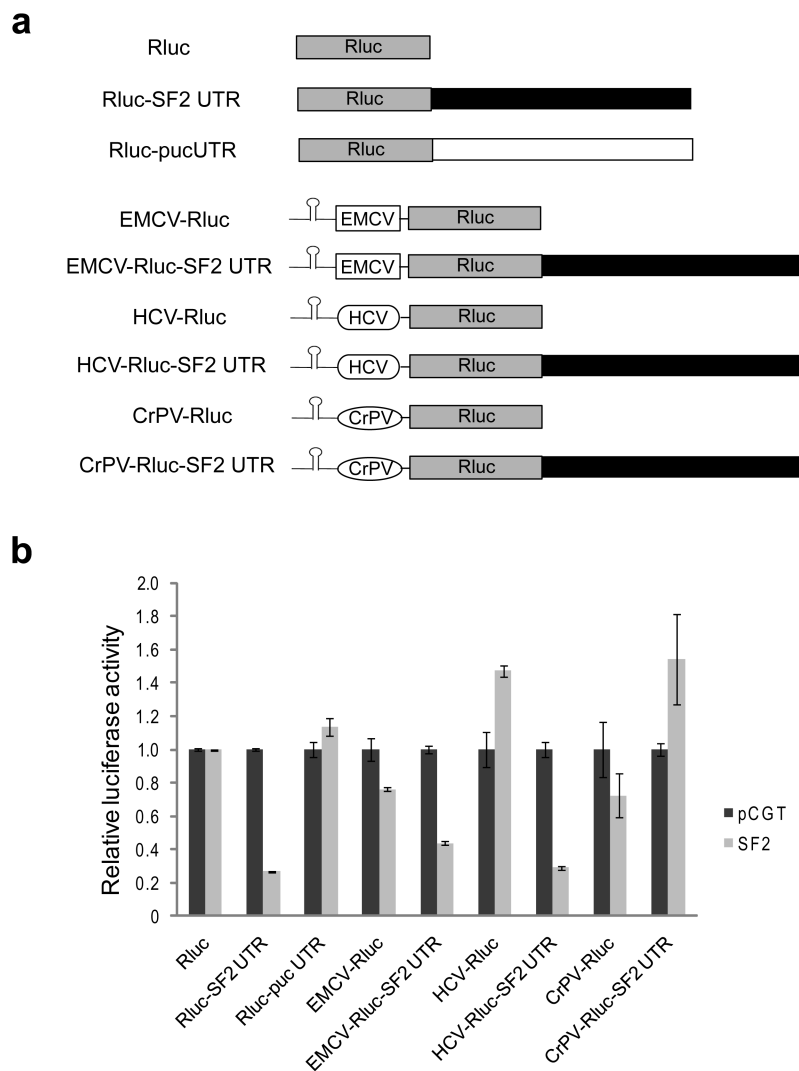 a
Rluc Rluc
Rluc-SF2 UTR Rluc
Rluc-pucUTR Rluc
EMCV-Rluc EMCV Rluc
EMCV-Rluc-SF2 UTR EMCV Rluc
HCV-Rluc HCV Rluc
HCV-Rluc-SF2 UTR HCV Rluc
CrPV-Rluc CrPV Rluc
CrPV-Rluc-SF2 UTR CrPV Rluc
b
Relative luciferase activity
2.0
1.8
1.6
1.4
1.2
1.0
0.8
0.6
0.4
0.2
0
pCGT
SF2
Rluc
Rluc-SF2 UTR
Rluc-puc UTR
EMCV-Rluc
EMCV-Rluc-SF2 UTR
HCV-Rluc
HCV-Rluc-SF2 UTR
CrPV-Rluc
CrPV-Rluc-SF2 UTR